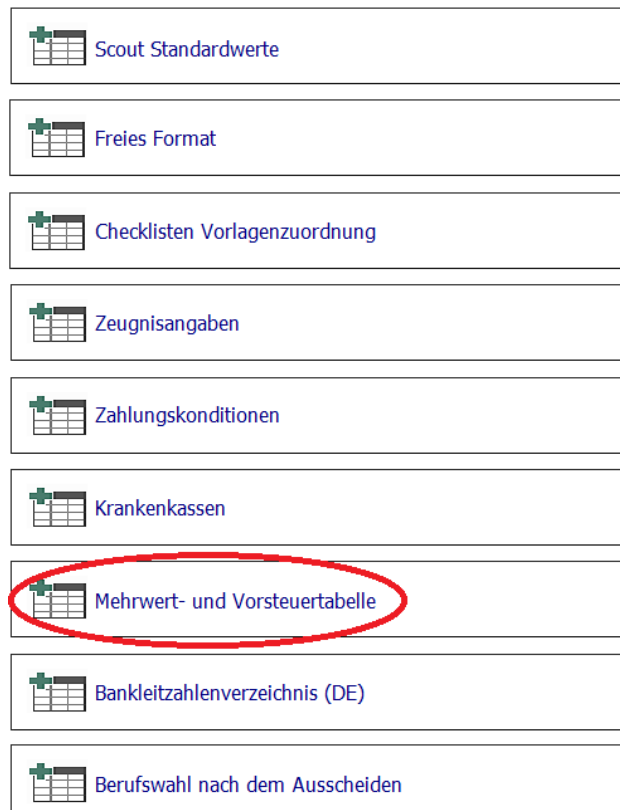 Scout Standardwerte
Freies Format
Checklisten Vorlagenzuordnung
Zeugnisangaben
Zahlungskonditionen
Krankenkassen
Mehrwert- und Vorsteuertabelle
Bankleitzahlenverzeichnis (DE)
Berufswahl nach dem Ausscheiden